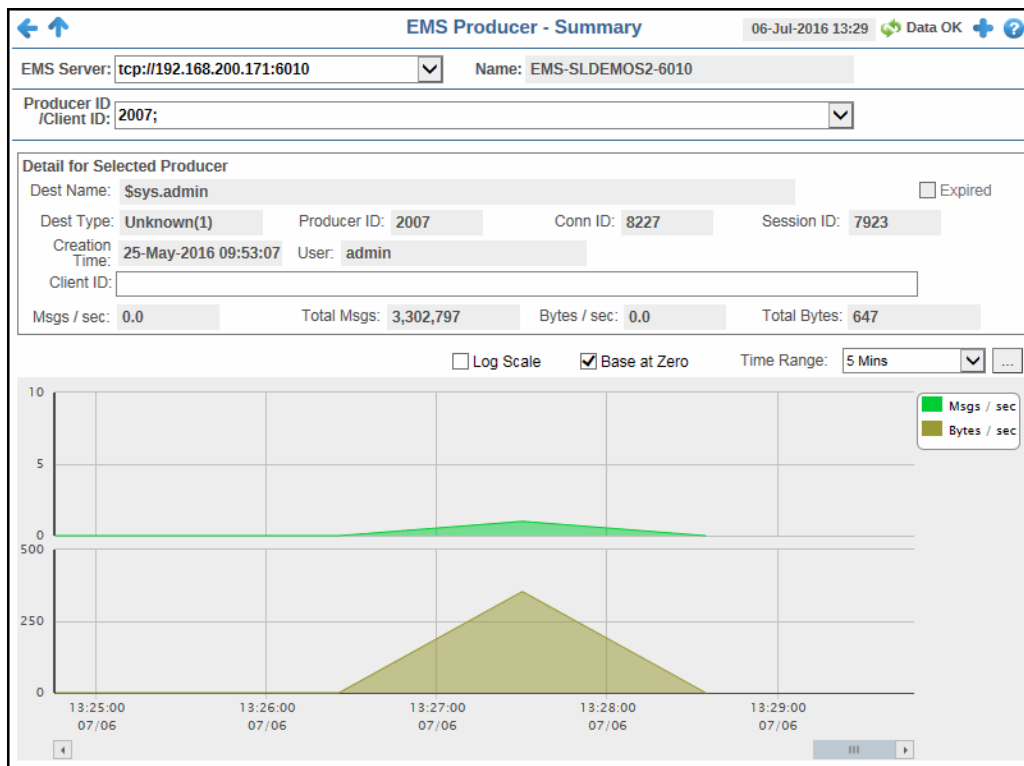 EMS Producer - Summary
06-Jul-2016 13:29 Data OK
EMS Server: tcp://192.168.200.171:6010 Name: EMS-SLDEMOS2-6010
Producer ID
/Client ID: 2007;
Detail for Selected Producer
Dest Name: $sys.admin Expired
Dest Type: Unknown(1) Producer ID: 2007 Conn ID: 8227 Session ID: 7923
Creation
Time: 25-May-2016 09:53:07 User: admin
Client ID:
Msgs / sec: 0.0 Total Msgs: 3,302,797 Bytes / sec: 0.0 Total Bytes: 647
Log Scale Base at Zero Time Range: 5 Mins ...
10
Msgs / sec
Bytes / sec
5
0
500
250
0
13:25:00 13:26:00 13:27:00 13:28:00 13:29:00
07/06 07/06 07/06 07/06 07/06